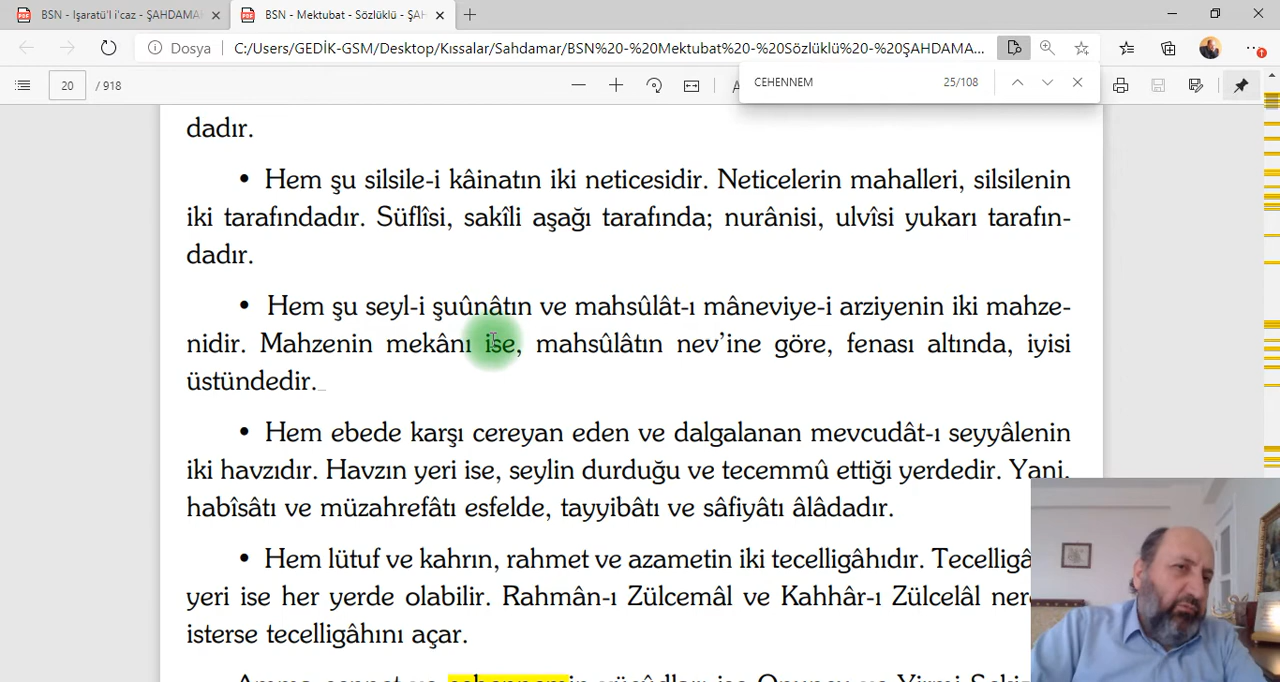 BSN - Işaratü'l i'caz - ŞAHDAMA
BSN - Mektubat - Sözlüklü - ŞA
Dosya
C:/Users/GEDİK-GSM/Desktop/Kıssalar/Sahdamar/BSN%20-%20Mektubat%20-%20Sözlüklü%20-%20ŞAHDAMA...
20 / 918
CEHENNEM 25/108
dadır.
• Hem şu silsile-i kâinatın iki neticesidir. Neticelerin mahalleri, silsilenin
iki tarafındadır. Süflîsi, sakîli aşağı tarafında; nurânisi, ulvîsi yukarı tarafın-
dadır.
• Hem şu seyl-i şuûnâtın ve mahsûlât-ı mâneviye-i arziyenin iki mahze-
nidir. Mahzenin mekânı ise, mahsûlâtın nev'ine göre, fenası altında, iyisi
üstündedir.
• Hem ebede karşı cereyan eden ve dalgalanan mevcudât-ı seyyâlenin
iki havzıdır. Havzın yeri ise, seylin durduğu ve tecemmû ettiği yerdedir. Yani,
habîsâtı ve müzahrefâtı esfelde, tayyibâtı ve sâfiyâtı âlâdadır.
• Hem lütuf ve kahrın, rahmet ve azametin iki tecelligâhıdır. Tecelligâ
yeri ise her yerde olabilir. Rahmân-ı Zülcemâl ve Kahhâr-ı Zülcelâl ner
isterse tecelligâhını açar.